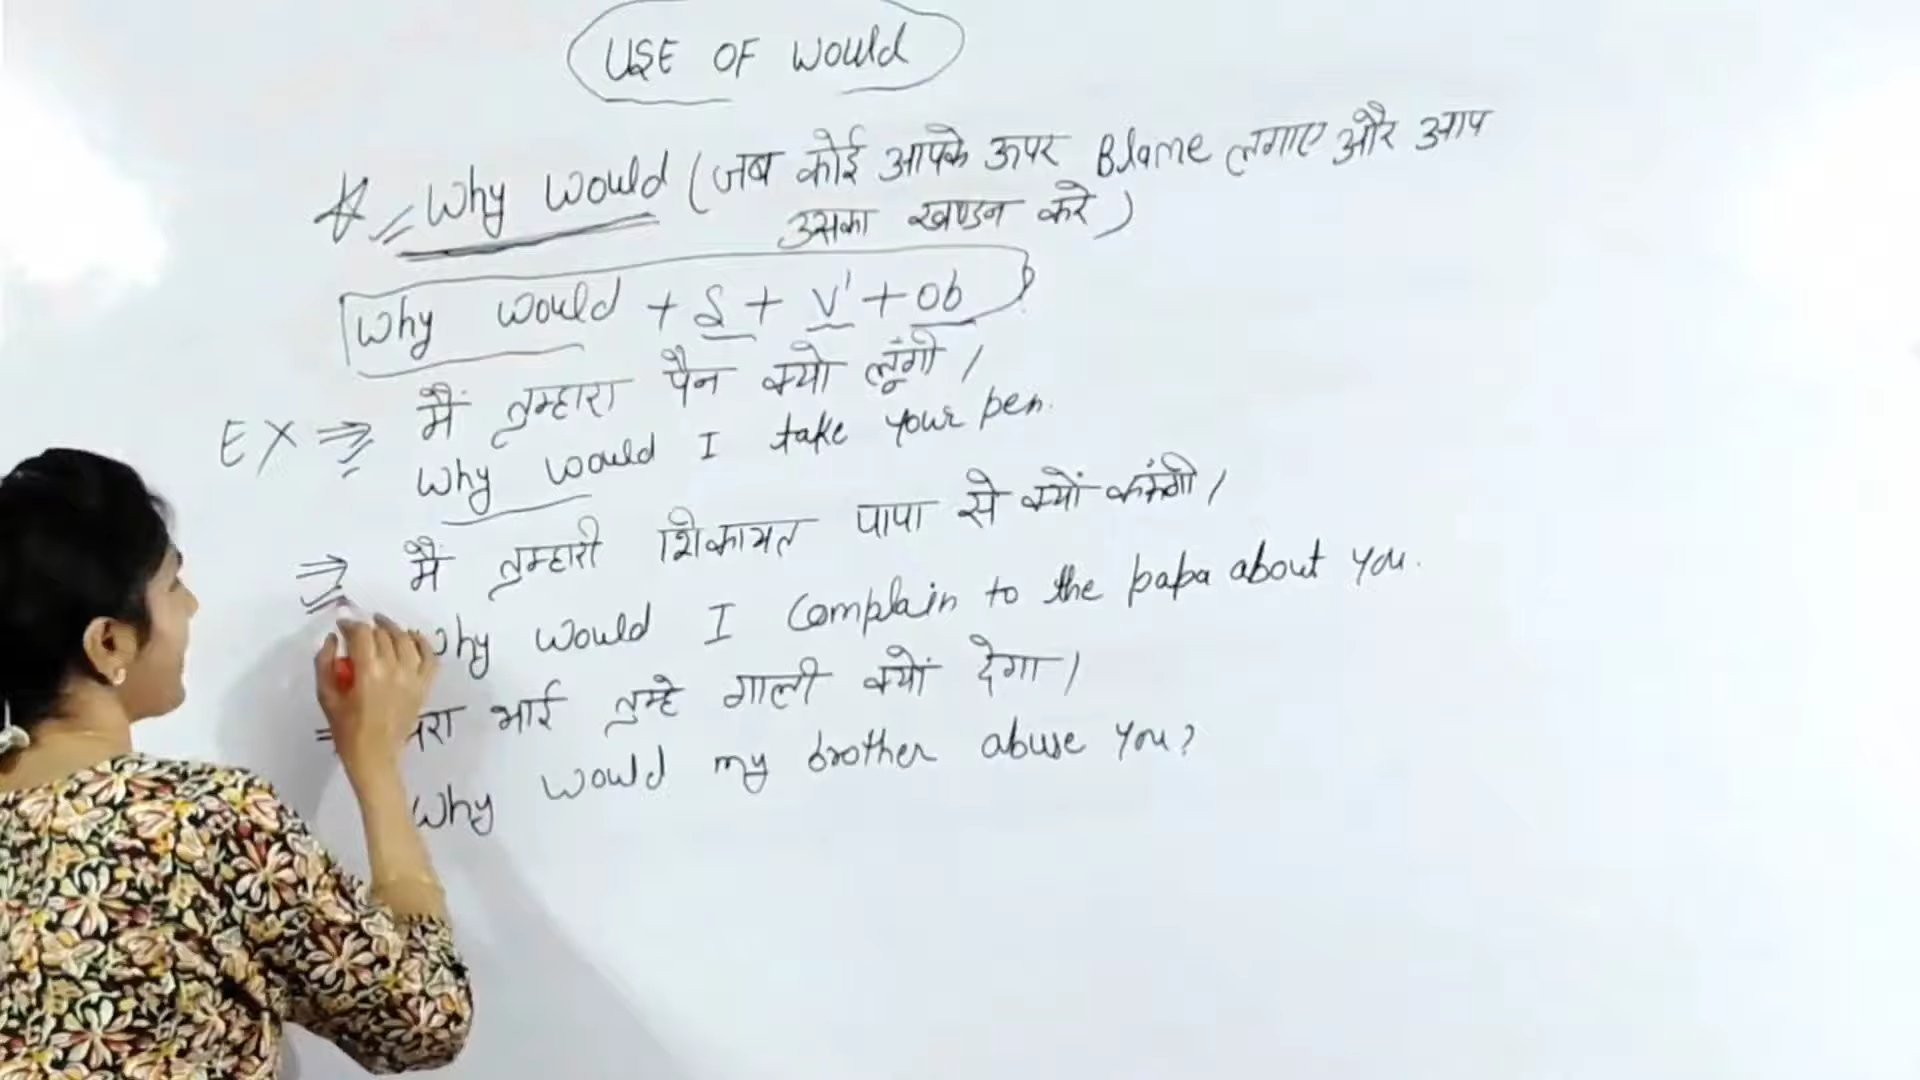 USE OF Would
Why would (जब कोई आपके ऊपर Blame लगाए और आप
उसका खण्डन करे)
Why would + S + V¹ + Ob
मैं तुम्हारा पैन क्यो लूंगी।
EX ⇒ Why would I take your pen.
⇒ मैं तुम्हारी शिकायत पापा से क्यों करूंगी।
Why would I Complain to the papa about you.
भाई तुम्हे गाली क्यों देगा।
Why would my brother abuse you?